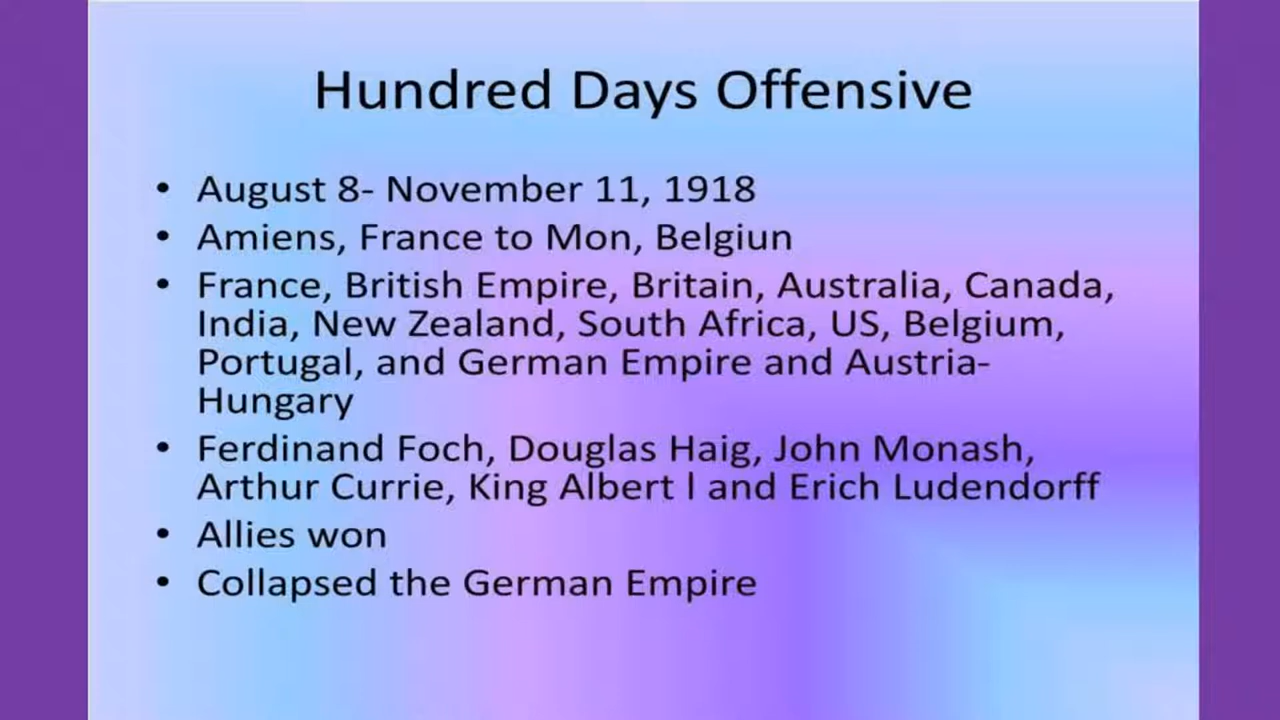 Hundred Days Offensive
• August 8- November 11, 1918
• Amiens, France to Mon, Belgiun
• France, British Empire, Britain, Australia, Canada,
India, New Zealand, South Africa, US, Belgium,
Portugal, and German Empire and Austria-
Hungary
• Ferdinand Foch, Douglas Haig, John Monash,
Arthur Currie, King Albert l and Erich Ludendorff
• Allies won
• Collapsed the German Empire